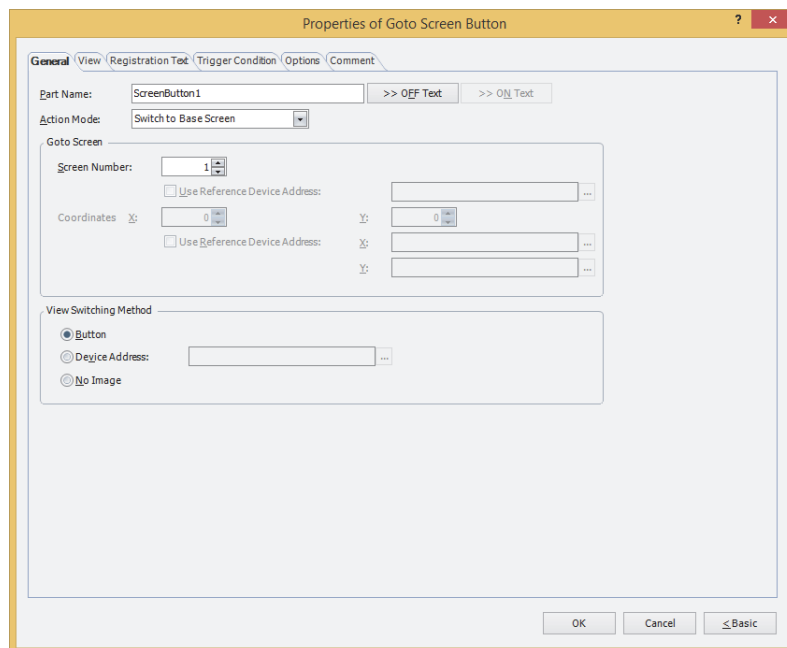 Properties of Goto Screen Button
?
General View Registration Text Trigger Condition Options Comment
Part Name: ScreenButton1 >> OFF Text >> ON Text
Action Mode: Switch to Base Screen
Goto Screen
Screen Number: 1
Use Reference Device Address: ...
Coordinates X: 0 Y: 0
Use Reference Device Address: X: ...
Y: ...
View Switching Method
Button
Device Address: ...
No Image
OK Cancel < Basic